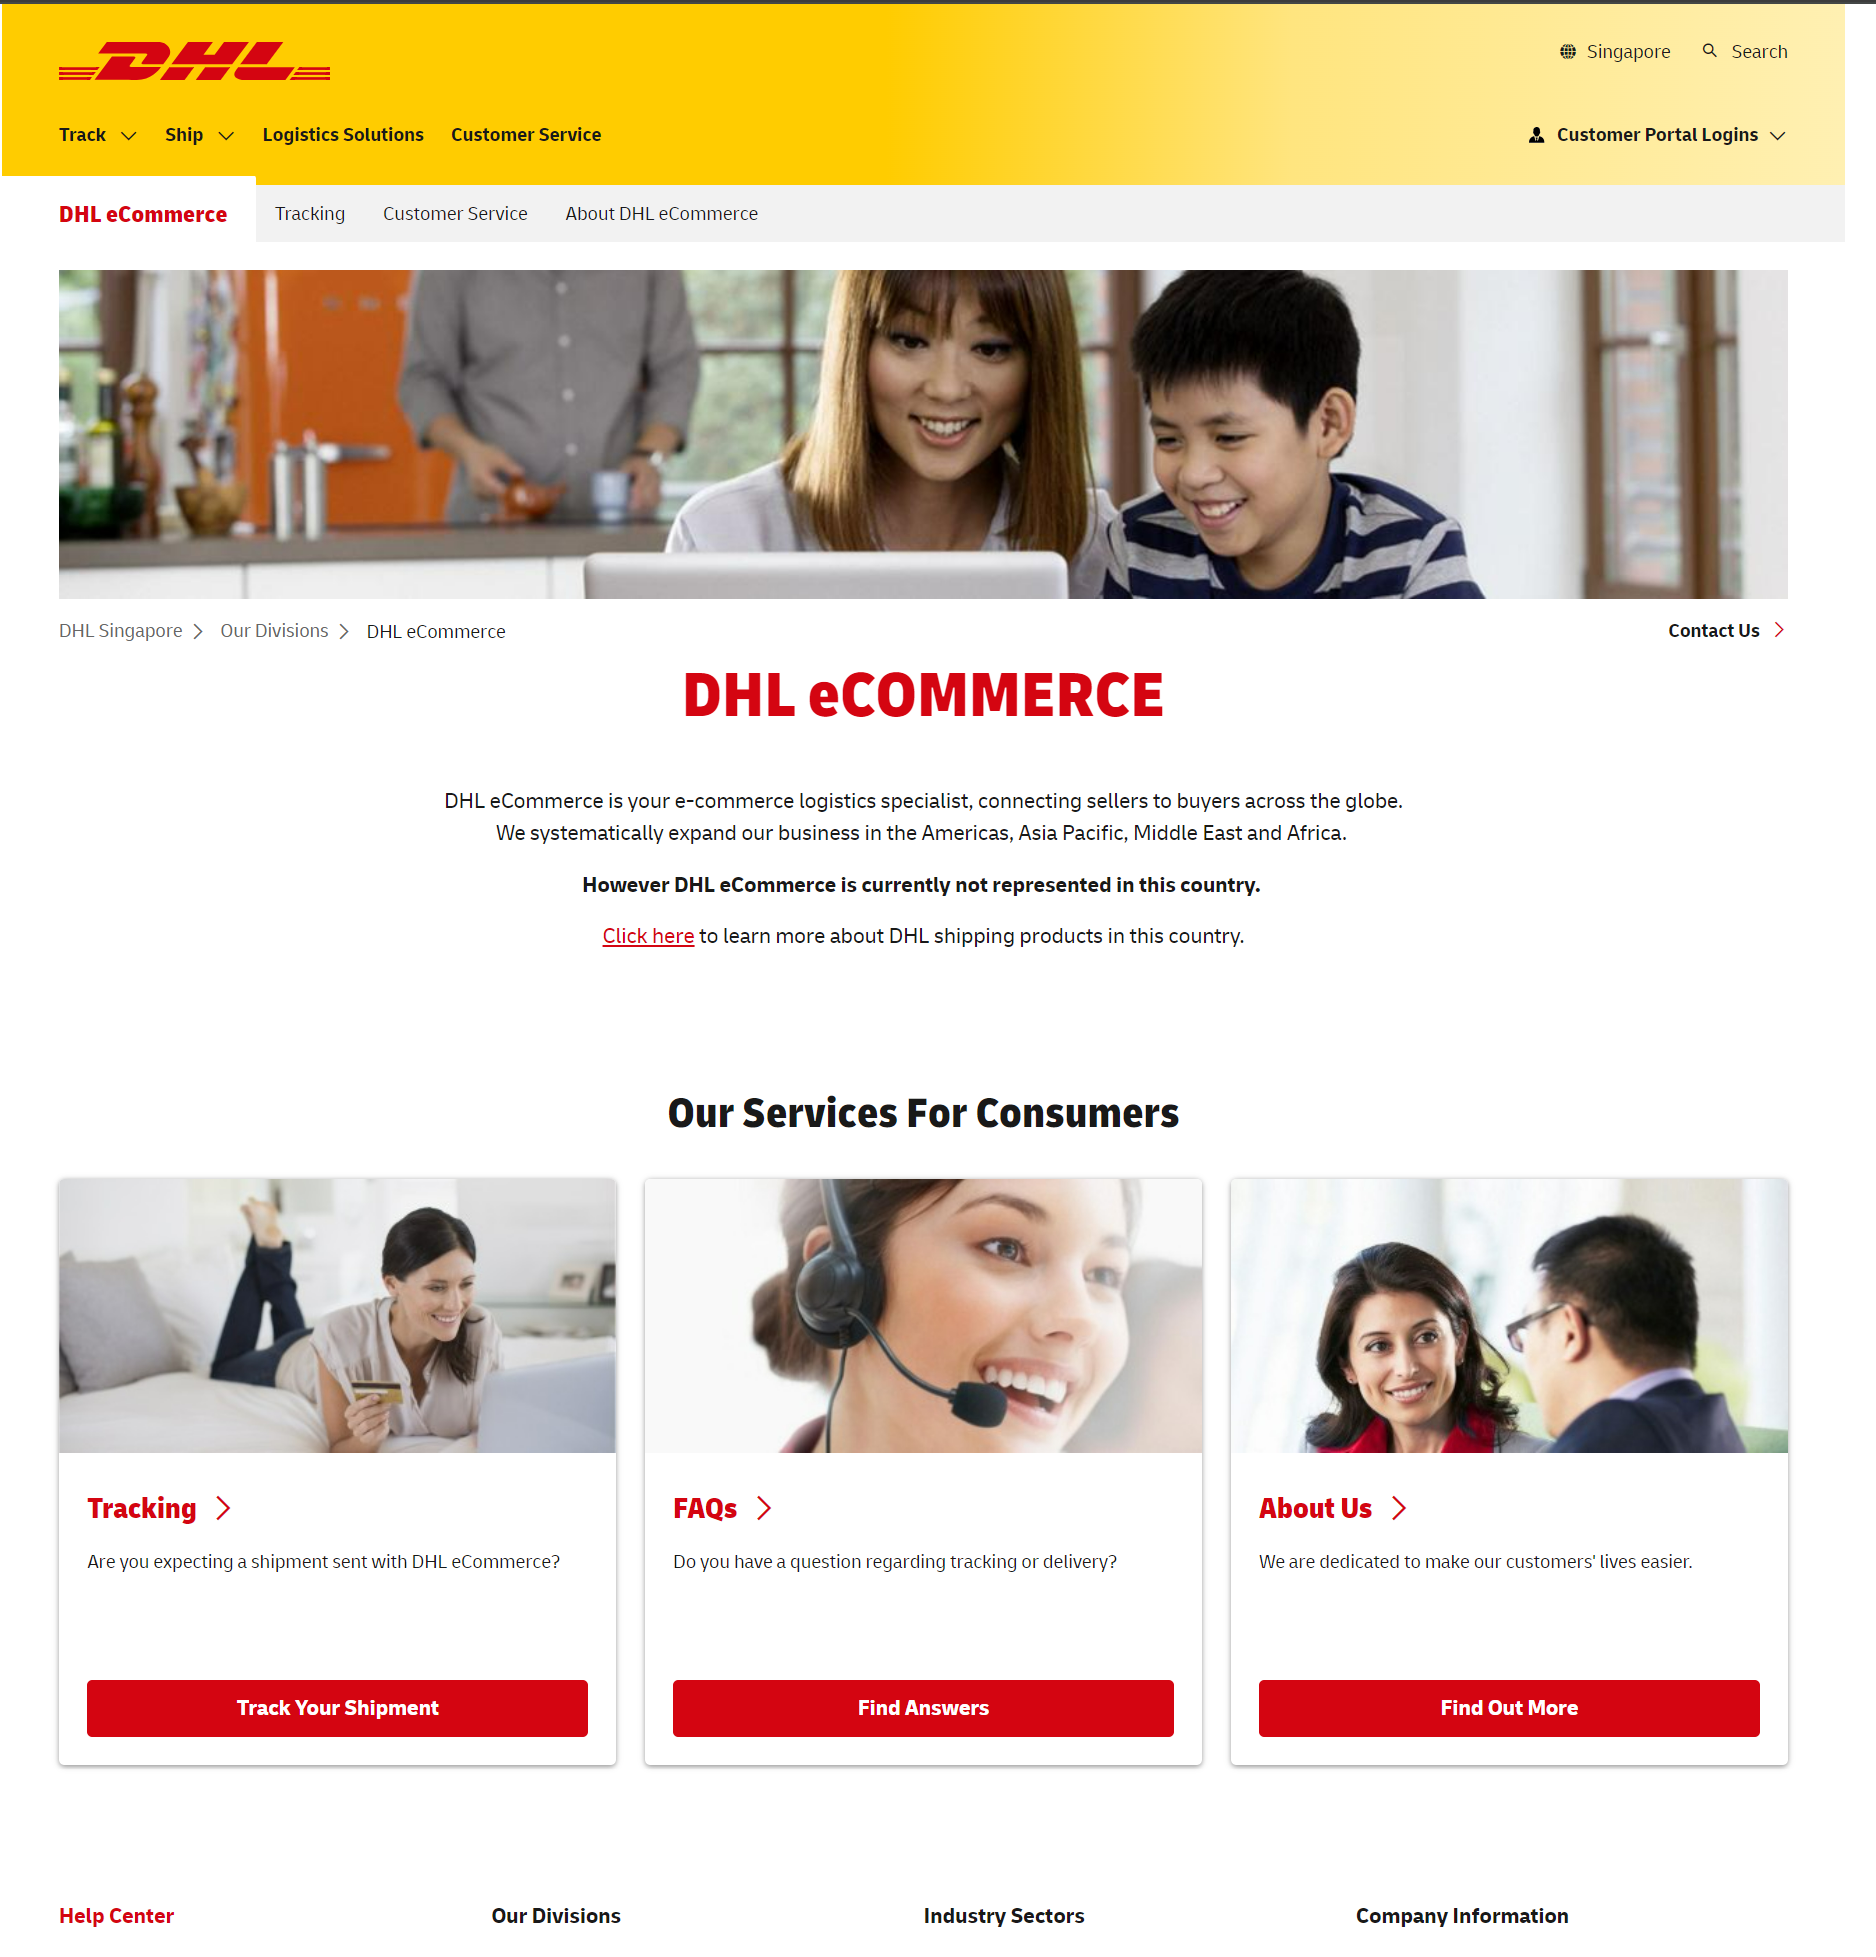 DHL
Singapore
Search
Track
Ship
Logistics Solutions
Customer Service
Customer Portal Logins
DHL eCommerce
Tracking
Customer Service
About DHL eCommerce
DHL Singapore
Our Divisions
DHL eCommerce
Contact Us
DHL eCOMMERCE
DHL eCommerce is your e-commerce logistics specialist, connecting sellers to buyers across the globe.
We systematically expand our business in the Americas, Asia Pacific, Middle East and Africa.
However DHL eCommerce is currently not represented in this country.
Click here to learn more about DHL shipping products in this country.
Our Services For Consumers
Tracking
Are you expecting a shipment sent with DHL eCommerce?
Track Your Shipment
FAQs
Do you have a question regarding tracking or delivery?
Find Answers
About Us
We are dedicated to make our customers' lives easier.
Find Out More
Help Center
Our Divisions
Industry Sectors
Company Information